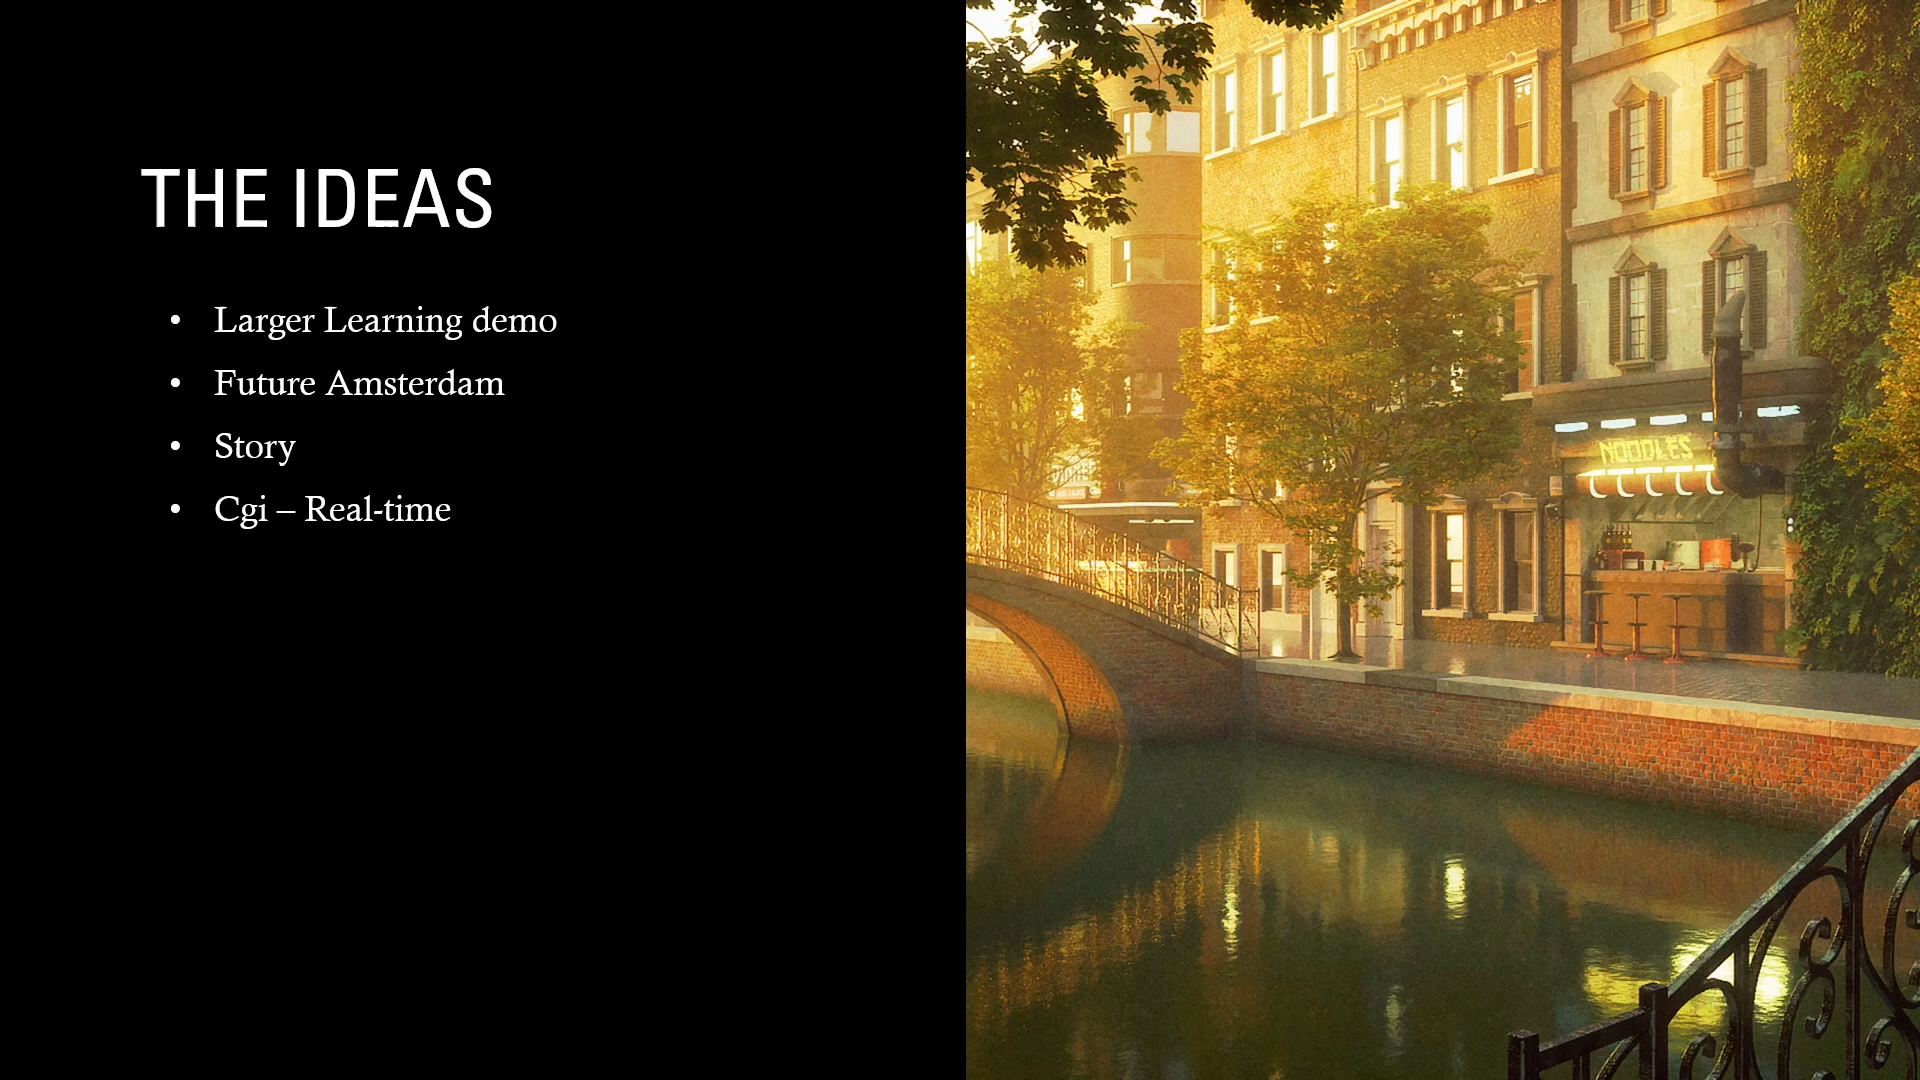 THE IDEAS
• Larger Learning demo
• Future Amsterdam
• Story
• Cgi – Real-time
NOODLES